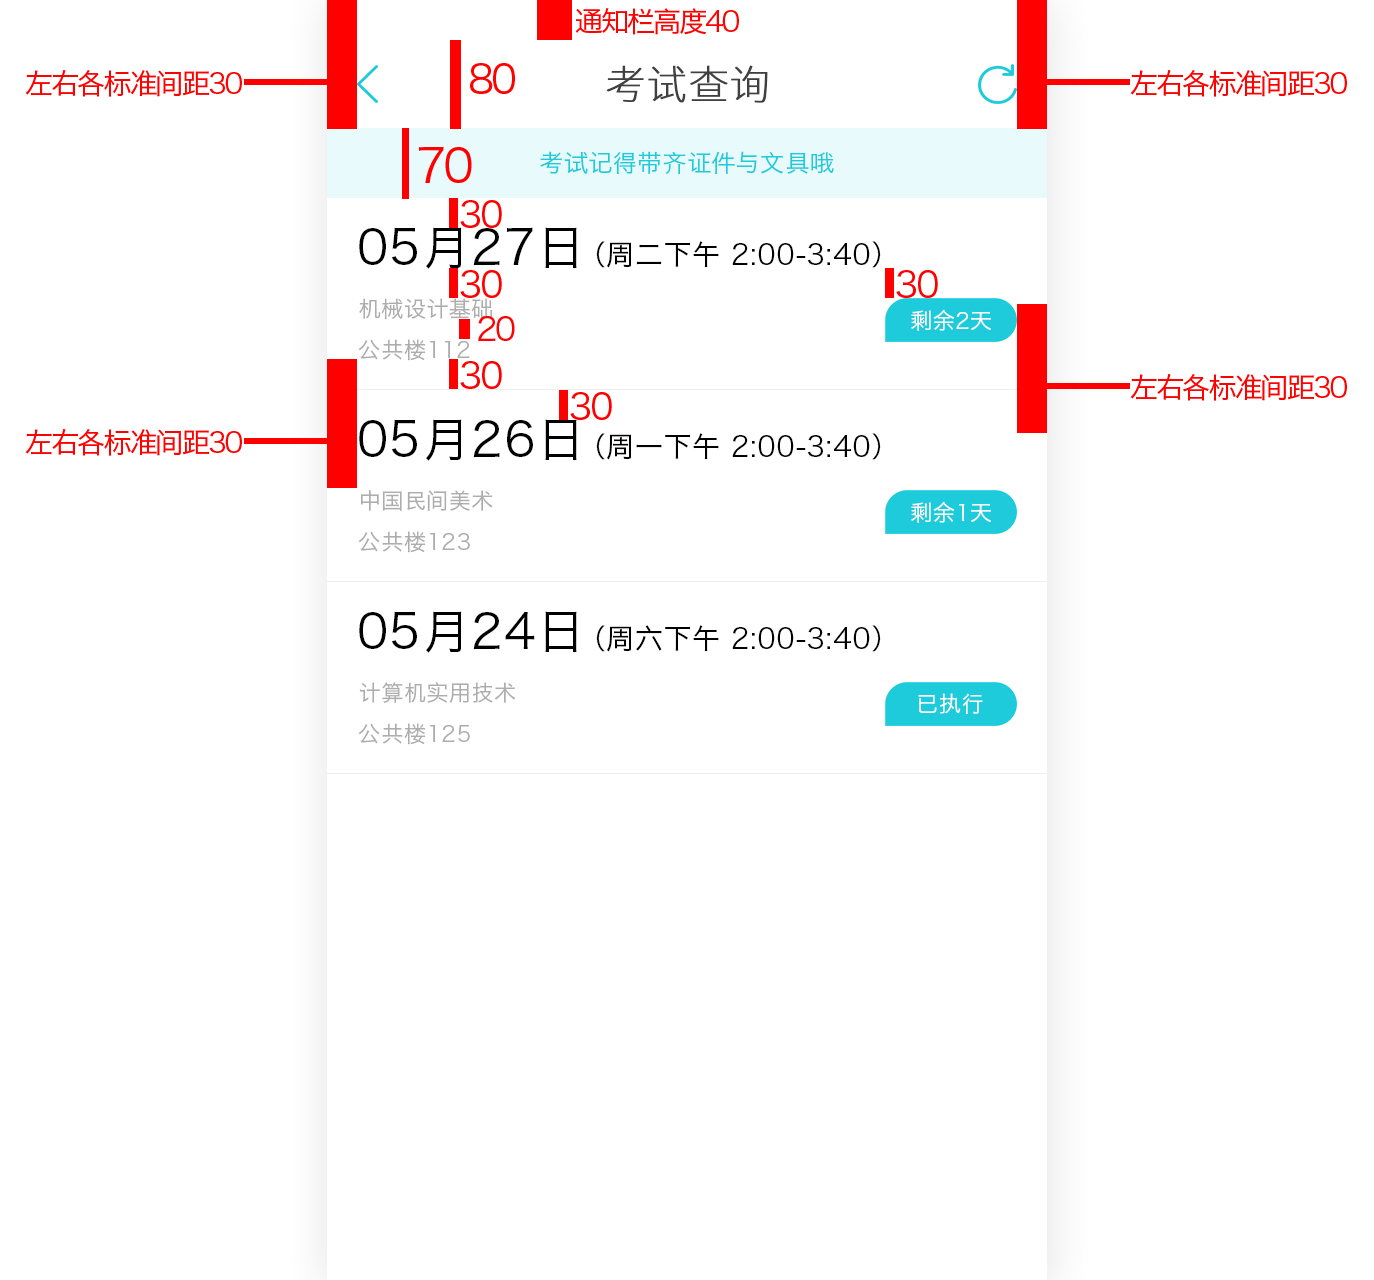 通知栏高度40
左右各标准间距30
80
考试查询
左右各标准间距30
70
考试记得带齐证件与文具哦
30
05月27日（周二下午 2:00-3:40）
30
30
机械设计基础
剩余2天
20
公共楼112
30
左右各标准间距30
30
左右各标准间距30
05月26日（周一下午 2:00-3:40）
中国民间美术
剩余1天
公共楼123
05月24日（周六下午 2:00-3:40）
计算机实用技术
已执行
公共楼125